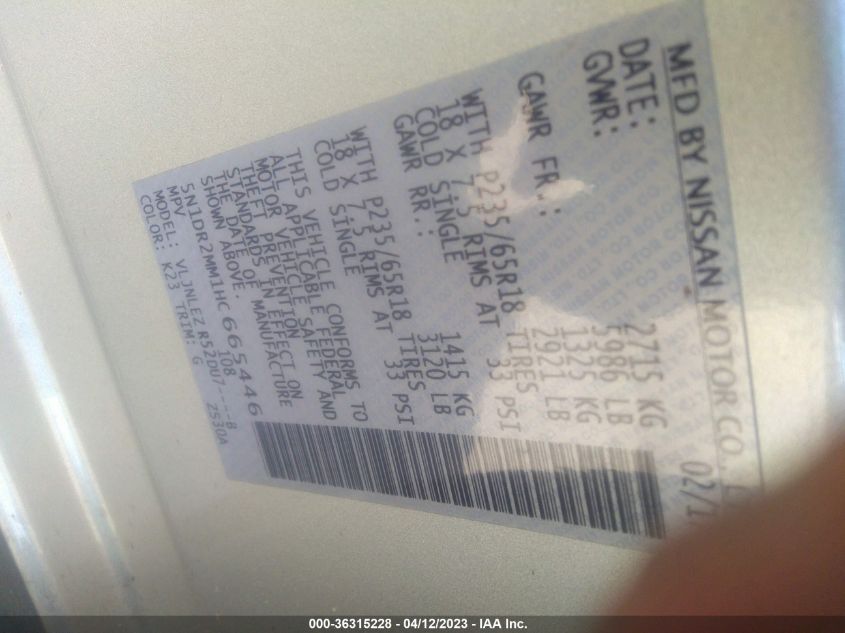 MFD BY NISSAN MOTOR CO.,
DATE: 02/1
GVWR: 2715 KG
5986 LB
GAWR FR.: 1325 KG
2921 LB
WITH P235/65R18 TIRES
18 X 7.5 RIMS AT 33 PSI
COLD SINGLE
GAWR RR.: 1415 KG
3120 LB
WITH P235/65R18 TIRES
18 X 7.5 RIMS AT 33 PSI
COLD SINGLE
THIS VEHICLE CONFORMS TO
ALL APPLICABLE FEDERAL
MOTOR VEHICLE SAFETY AND
THEFT PREVENTION
STANDARDS IN EFFECT ON
THE DATE OF MANUFACTURE
SHOWN ABOVE.
5N1DR2MM1HC665446
MPV 108
MODEL: VLJNLEZ R52DU7----B
COLOR: K23 TRIM: G ZS30A
000-36315228 - 04/12/2023 - IAA Inc.